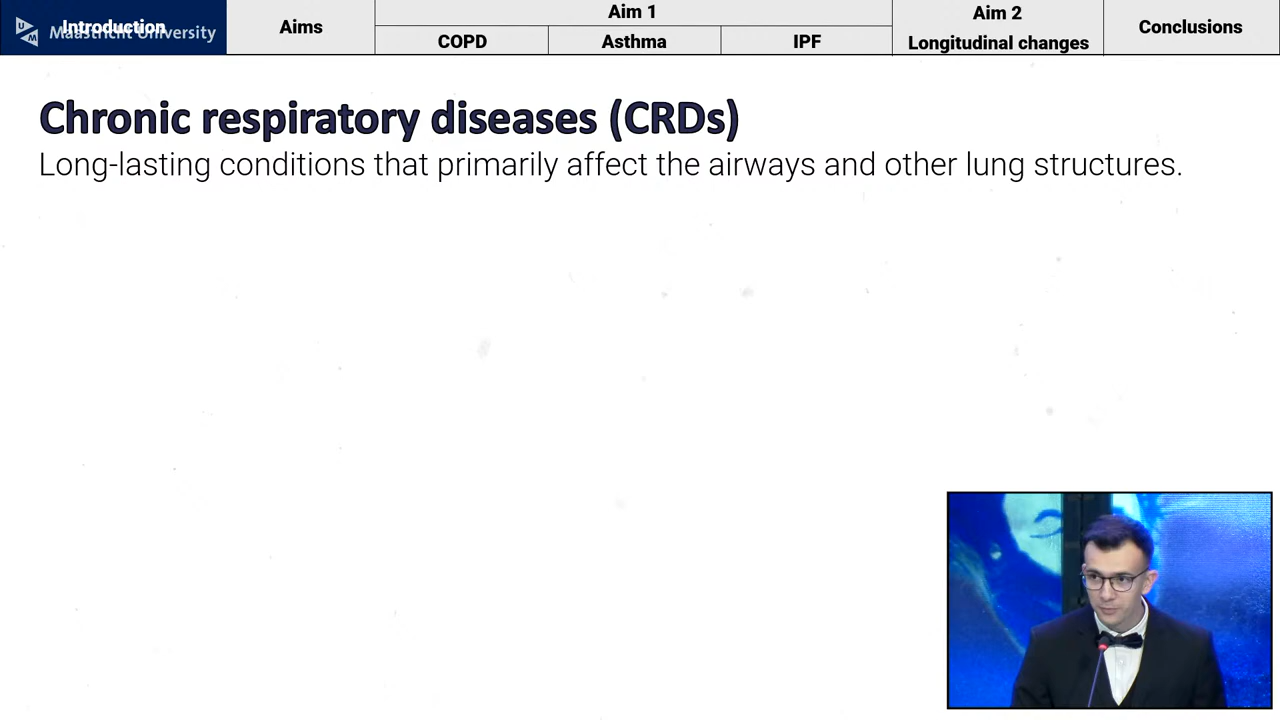 Introduction
Maastricht University
Aims
Aim 1
COPD
Asthma
IPF
Aim 2
Longitudinal changes
Conclusions
Chronic respiratory diseases (CRDs)
Long-lasting conditions that primarily affect the airways and other lung structures.